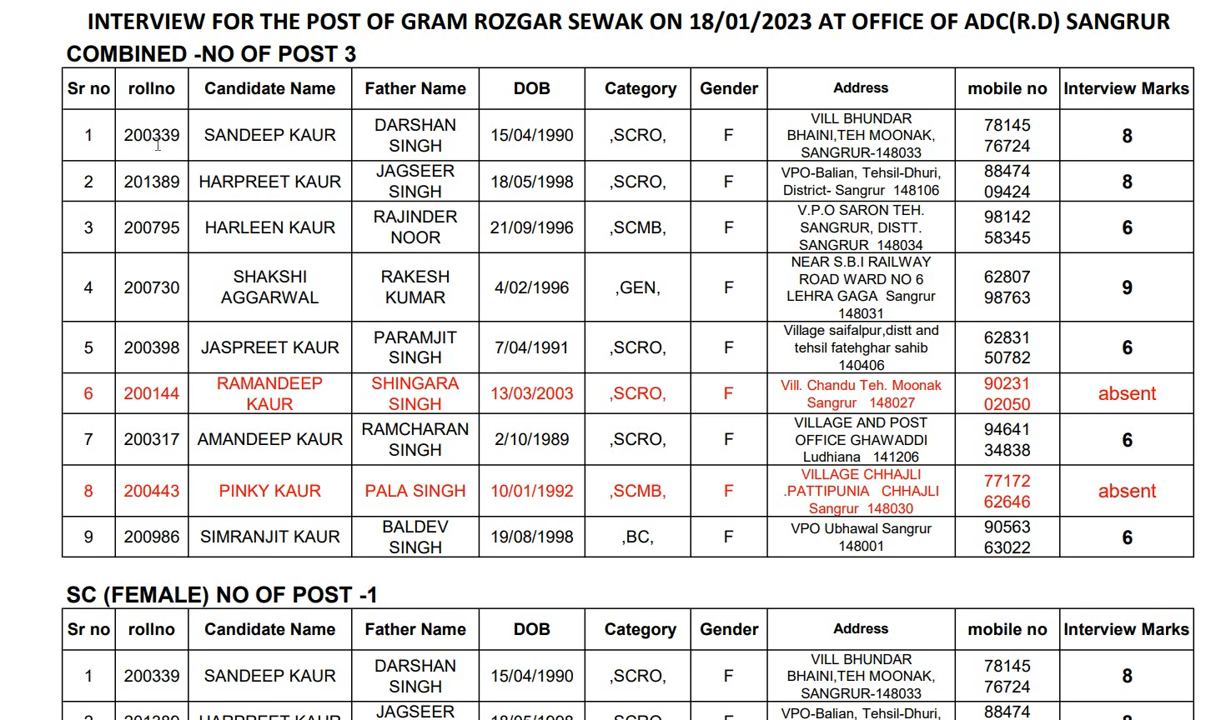 INTERVIEW FOR THE POST OF GRAM ROZGAR SEWAK ON 18/01/2023 AT OFFICE OF ADC(R.D) SANGRUR
COMBINED -NO OF POST 3
Sr no rollno Candidate Name Father Name DOB Category Gender Address mobile no Interview Marks
1 200339 SANDEEP KAUR DARSHAN SINGH 15/04/1990 ,SCRO, F VILL BHUNDAR BHAINI,TEH MOONAK, SANGRUR-148033 78145 76724 8
2 201389 HARPREET KAUR JAGSEER SINGH 18/05/1998 ,SCRO, F VPO-Balian, Tehsil-Dhuri, District- Sangrur 148106 88474 09424 8
3 200795 HARLEEN KAUR RAJINDER NOOR 21/09/1996 ,SCMB, F V.P.O SARON TEH. SANGRUR, DISTT. SANGRUR 148034 98142 58345 6
4 200730 SHAKSHI AGGARWAL RAKESH KUMAR 4/02/1996 ,GEN, F NEAR S.B.I RAILWAY ROAD WARD NO 6 LEHRA GAGA Sangrur 148031 62807 98763 9
5 200398 JASPREET KAUR PARAMJIT SINGH 7/04/1991 ,SCRO, F Village saifalpur,distt and tehsil fatehghar sahib 140406 62831 50782 6
6 200144 RAMANDEEP KAUR SHINGARA SINGH 13/03/2003 ,SCRO, F Vill. Chandu Teh. Moonak Sangrur 148027 90231 02050 absent
7 200317 AMANDEEP KAUR RAMCHARAN SINGH 2/10/1989 ,SCRO, F VILLAGE AND POST OFFICE GHAWADDI Ludhiana 141206 94641 34838 6
8 200443 PINKY KAUR PALA SINGH 10/01/1992 ,SCMB, F VILLAGE CHHAJLI .PATTIPUNIA CHHAJLI Sangrur 148030 77172 62646 absent
9 200986 SIMRANJIT KAUR BALDEV SINGH 19/08/1998 ,BC, F VPO Ubhawal Sangrur 148001 90563 63022 6
SC (FEMALE) NO OF POST -1
Sr no rollno Candidate Name Father Name DOB Category Gender Address mobile no Interview Marks
1 200339 SANDEEP KAUR DARSHAN SINGH 15/04/1990 ,SCRO, F VILL BHUNDAR BHAINI,TEH MOONAK, SANGRUR-148033 78145 76724 8
JAGSEER VPO-Balian, Tehsil-Dhuri, 88474